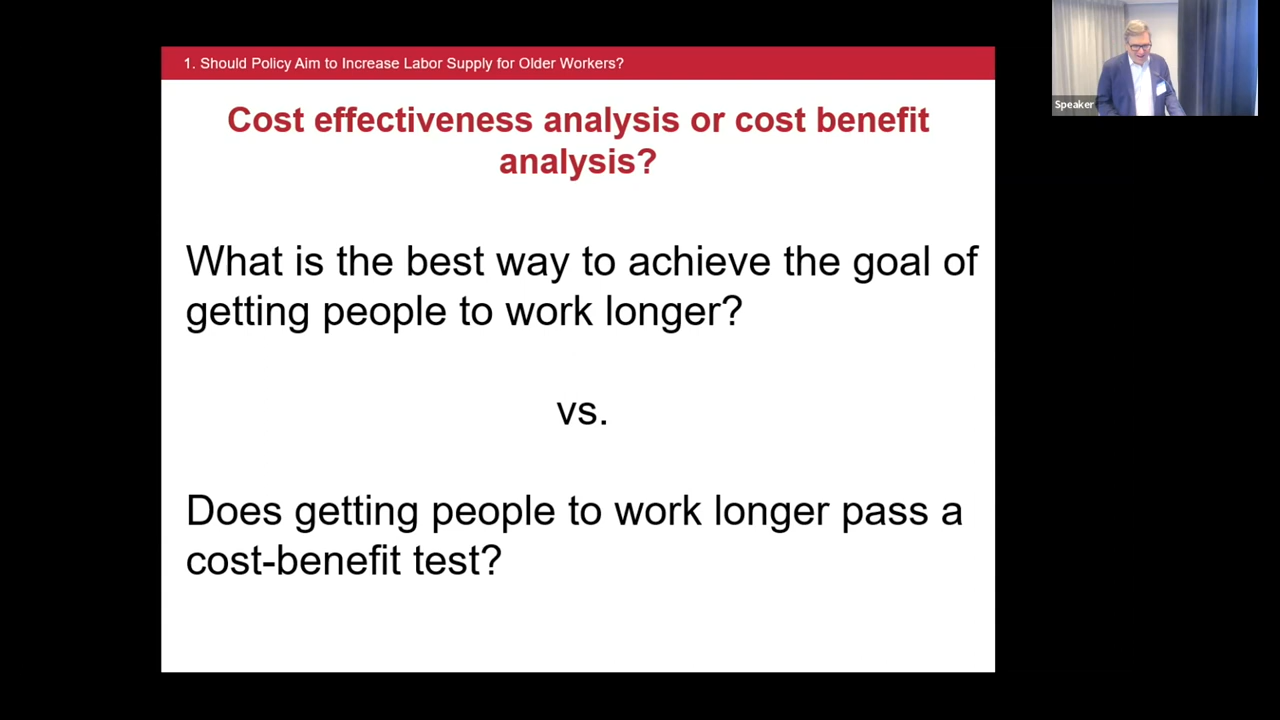 1. Should Policy Aim to Increase Labor Supply for Older Workers?
Cost effectiveness analysis or cost benefit
analysis?
What is the best way to achieve the goal of
getting people to work longer?
vs.
Does getting people to work longer pass a
cost-benefit test?
Speaker